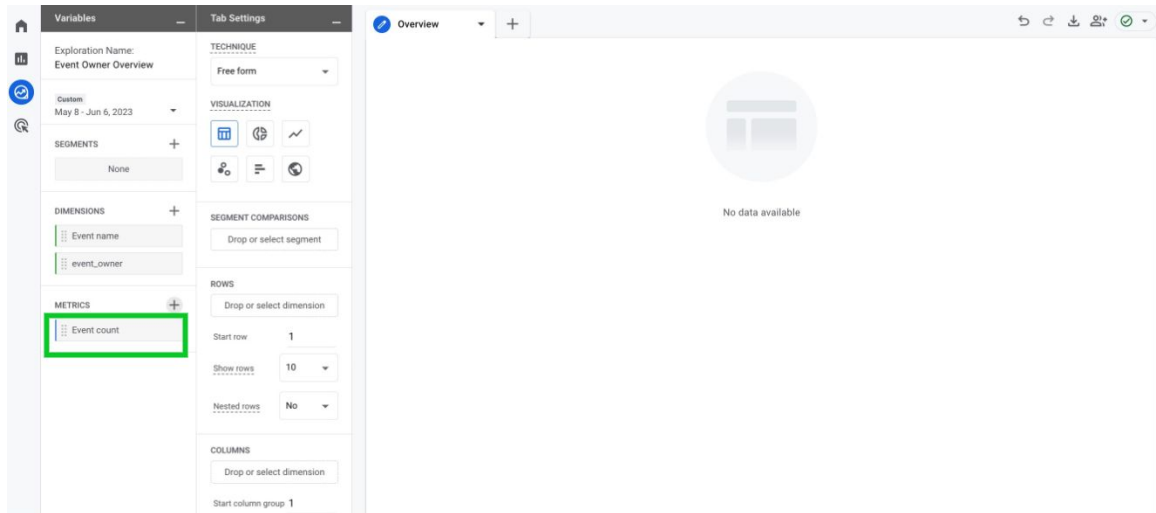 Variables
Exploration Name:
Event Owner Overview
Custom
May 8 - Jun 6, 2023
SEGMENTS
None
DIMENSIONS
Event name
event_owner
METRICS
Event count
Tab Settings
TECHNIQUE
Free form
VISUALIZATION
SEGMENT COMPARISONS
Drop or select segment
ROWS
Drop or select dimension
Start row 1
Show rows 10
Nested rows No
COLUMNS
Drop or select dimension
Start column group 1
Overview
No data available